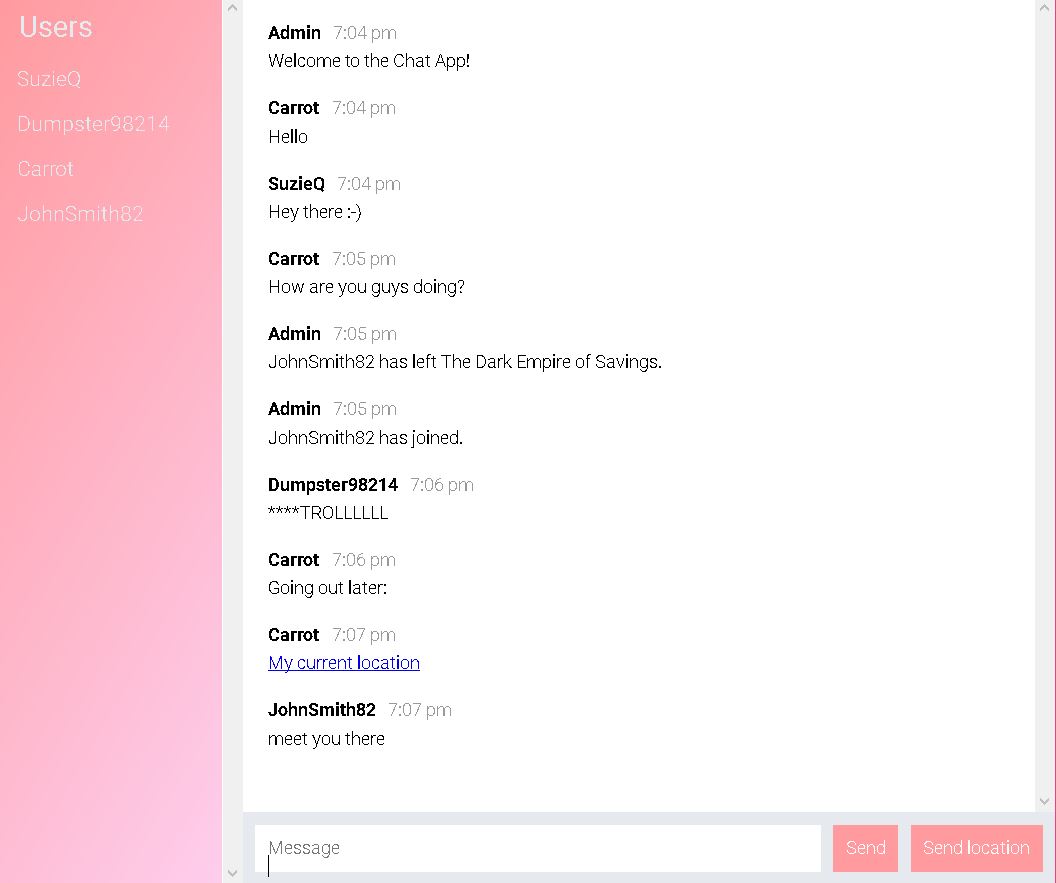 Users
SuzieQ
Dumpster98214
Carrot
JohnSmith82
Admin 7:04 pm
Welcome to the Chat App!
Carrot 7:04 pm
Hello
SuzieQ 7:04 pm
Hey there :-)
Carrot 7:05 pm
How are you guys doing?
Admin 7:05 pm
JohnSmith82 has left The Dark Empire of Savings.
Admin 7:05 pm
JohnSmith82 has joined.
Dumpster98214 7:06 pm
****TROLLLLLL
Carrot 7:06 pm
Going out later:
Carrot 7:07 pm
My current location
JohnSmith82 7:07 pm
meet you there
Message
Send
Send location